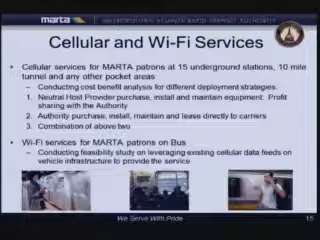 marta METROPOLITAN ATLANTA RAPID TRANSIT AUTHORITY
Cellular and Wi-Fi Services
• Cellular services for MARTA patrons at 15 underground stations, 10 mile
tunnel and any other pocket areas
– Conducting cost benefit analysis for different deployment strategies.
1. Neutral Host Provider purchase, install and maintain equipment. Profit
sharing with the Authority
2. Authority purchase, install, maintain and lease directly to carriers
3. Combination of above two
• Wi-Fi services for MARTA patrons on Bus
– Conducting feasibility study on leveraging existing cellular data feeds on
vehicle infrastructure to provide the service
We Serve With Pride
15